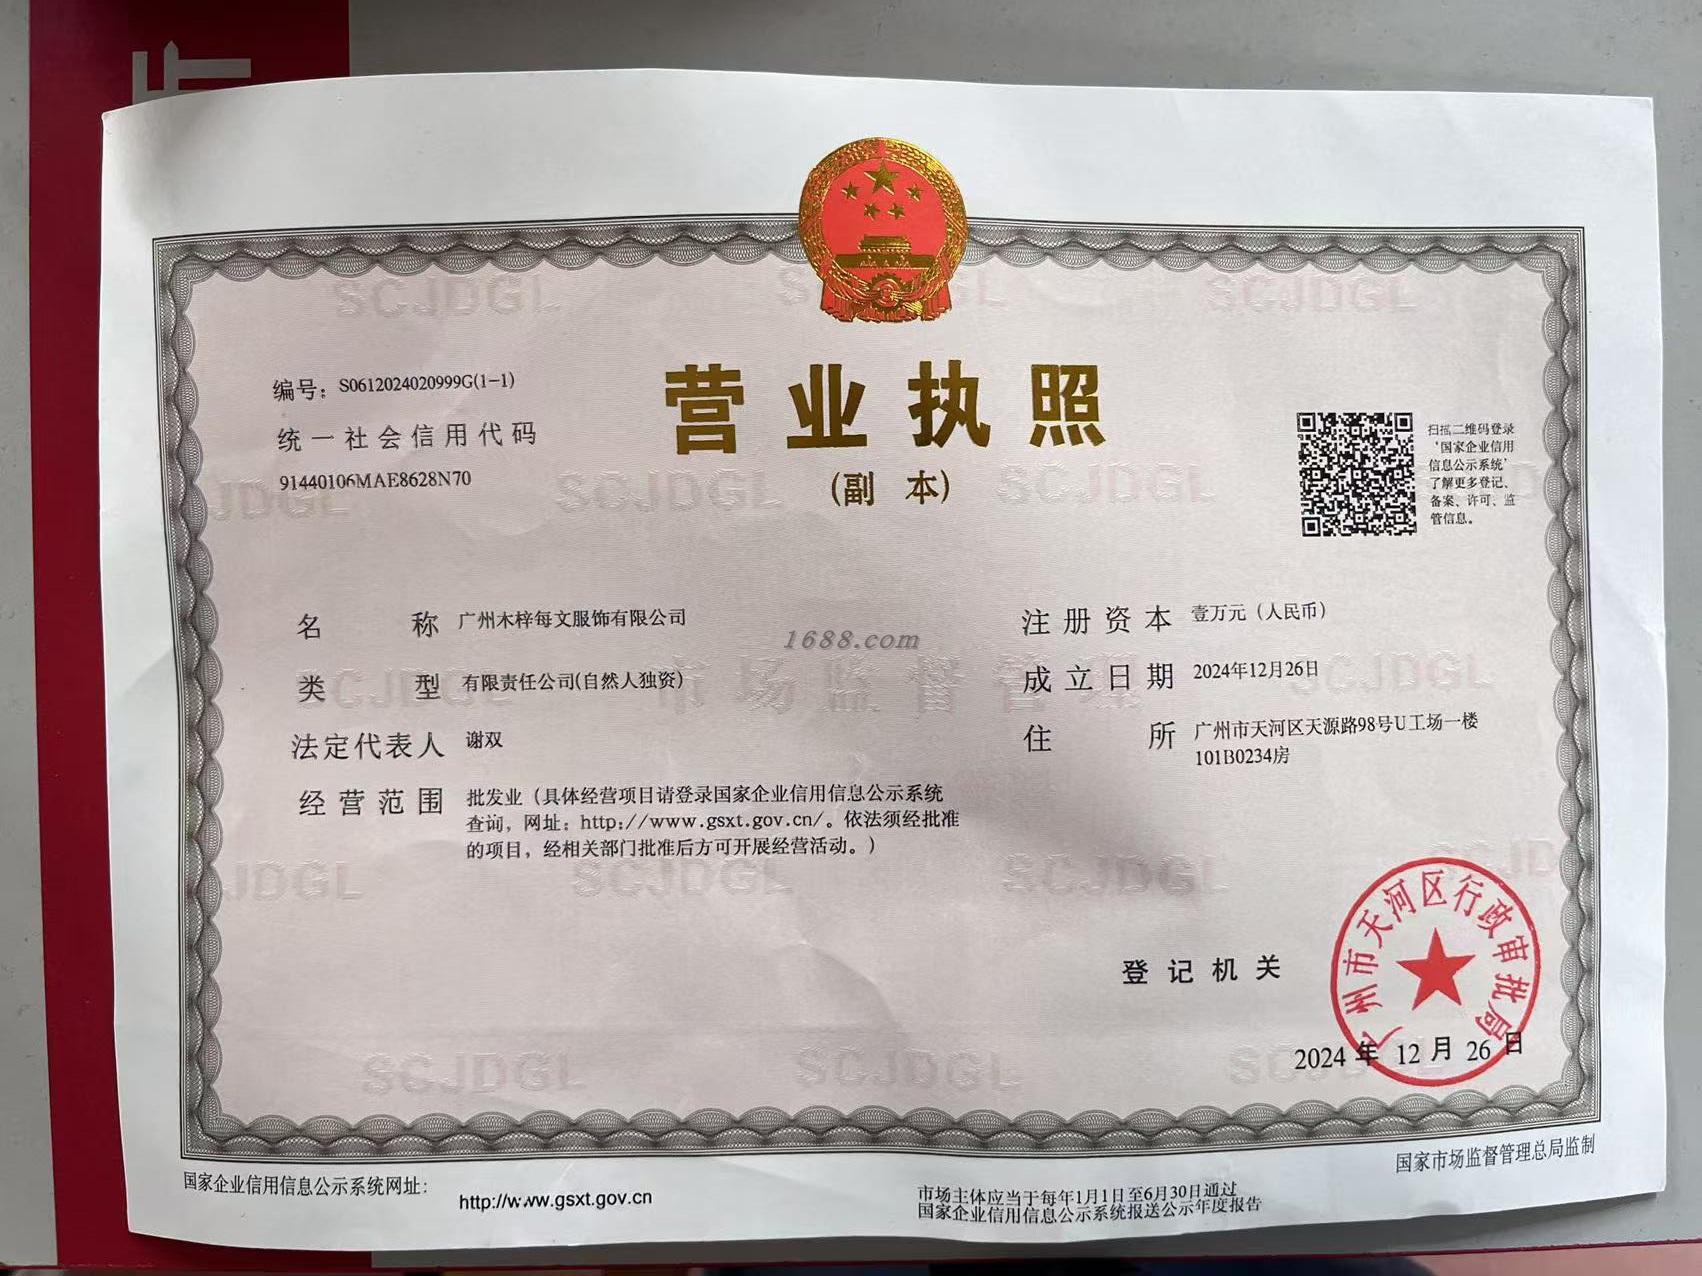 编号：S0612024020999G(1-1)
统一社会信用代码
91440106MAE8628N70
营业执照
(副 本)
扫描二维码登录
‘国家企业信用
信息公示系统’
了解更多登记、
备案、许可、监
管信息。
名 称 广州木梓每文服饰有限公司
类 型 有限责任公司(自然人独资)
法定代表人 谢双
经营范围 批发业（具体经营项目请登录国家企业信用信息公示系统
查询，网址：http://www.gsxt.gov.cn/。依法须经批准
的项目，经相关部门批准后方可开展经营活动。）
注册资本 壹万元（人民币）
成立日期 2024年12月26日
住 所 广州市天河区天源路98号U工场一楼
101B0234房
1688.com
SCJDGL
市场监督管理
登记机关
广州市天河区行政审批局
2024 年 12 月 26 日
国家企业信用信息公示系统网址：
http://www.gsxt.gov.cn
市场主体应当于每年1月1日至6月30日通过
国家企业信用信息公示系统报送公示年度报告
国家市场监督管理总局监制